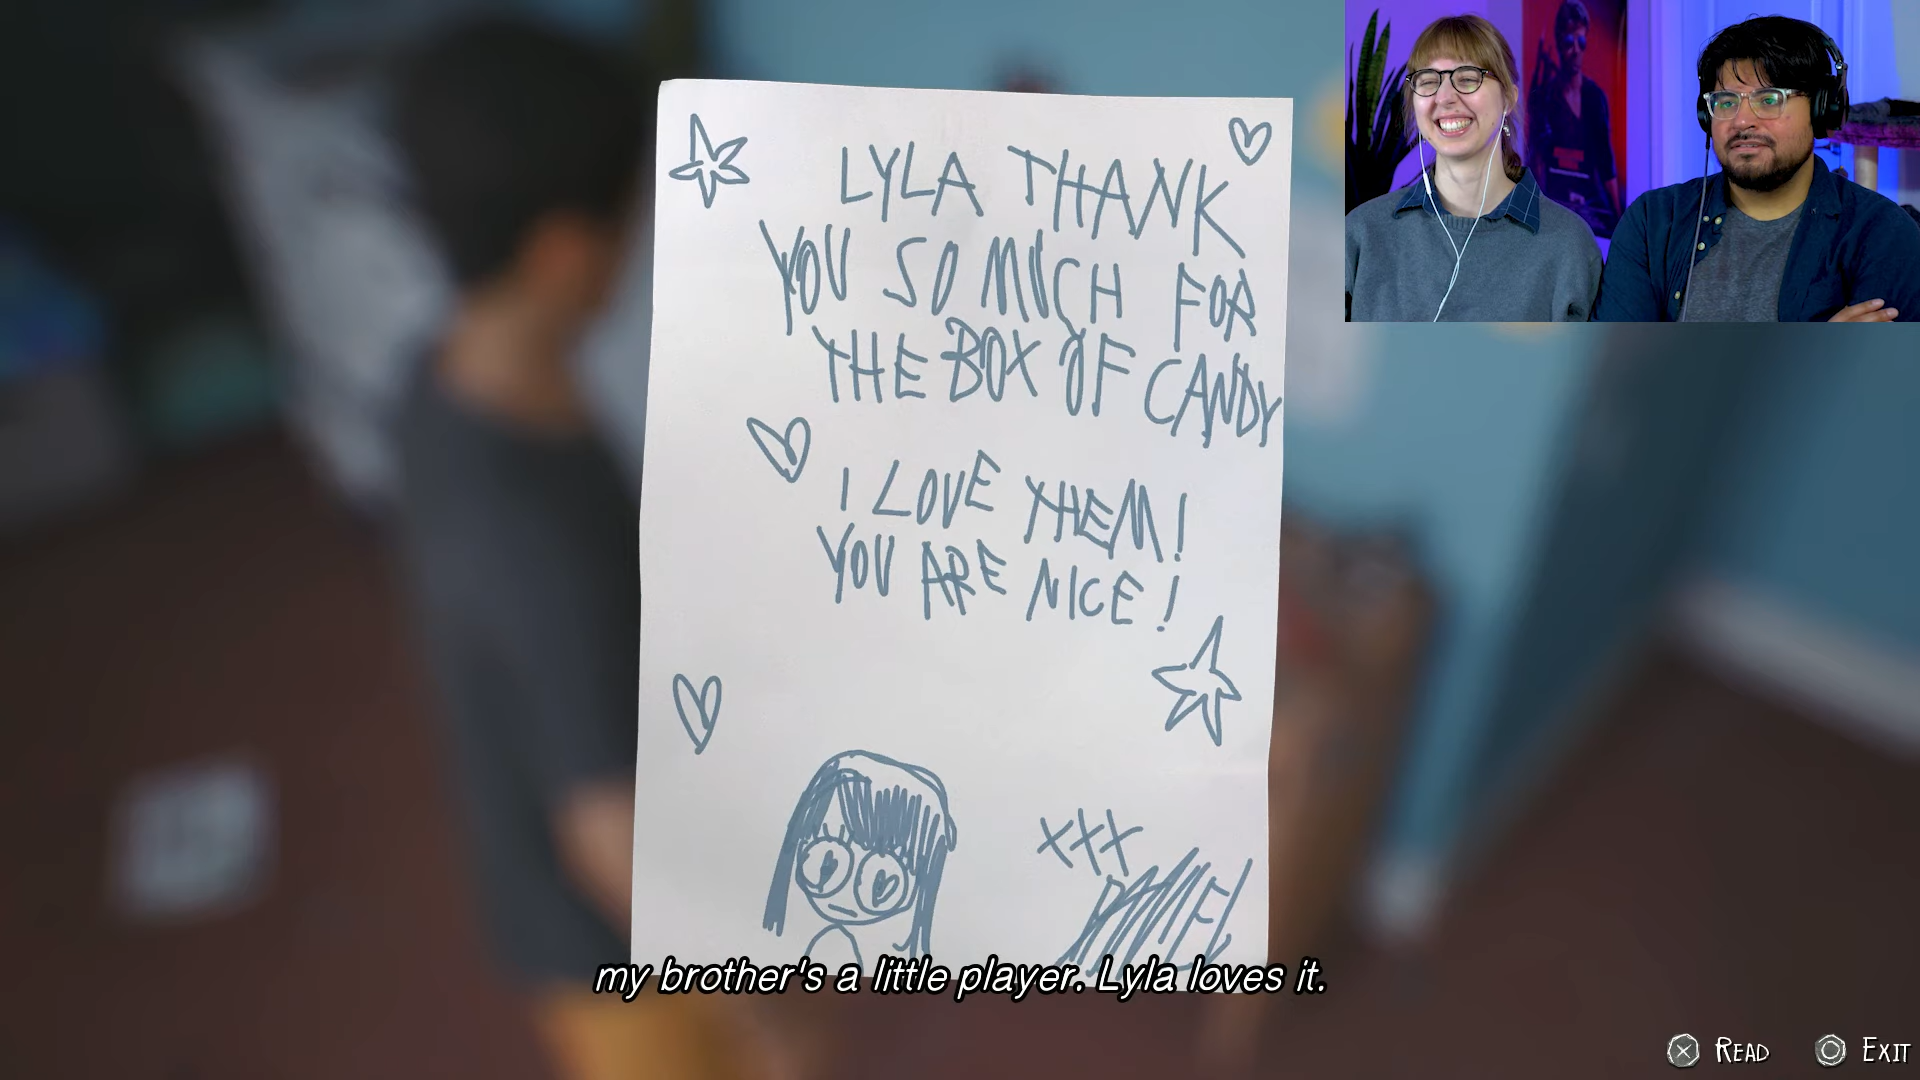 LYLA THANK
YOU SO MUCH FOR
THE BOX OF CANDY
I LOVE THEM!
YOU ARE NICE!
XXX
DANIEL
my brother's a little player. Lyla loves it.
READ EXIT